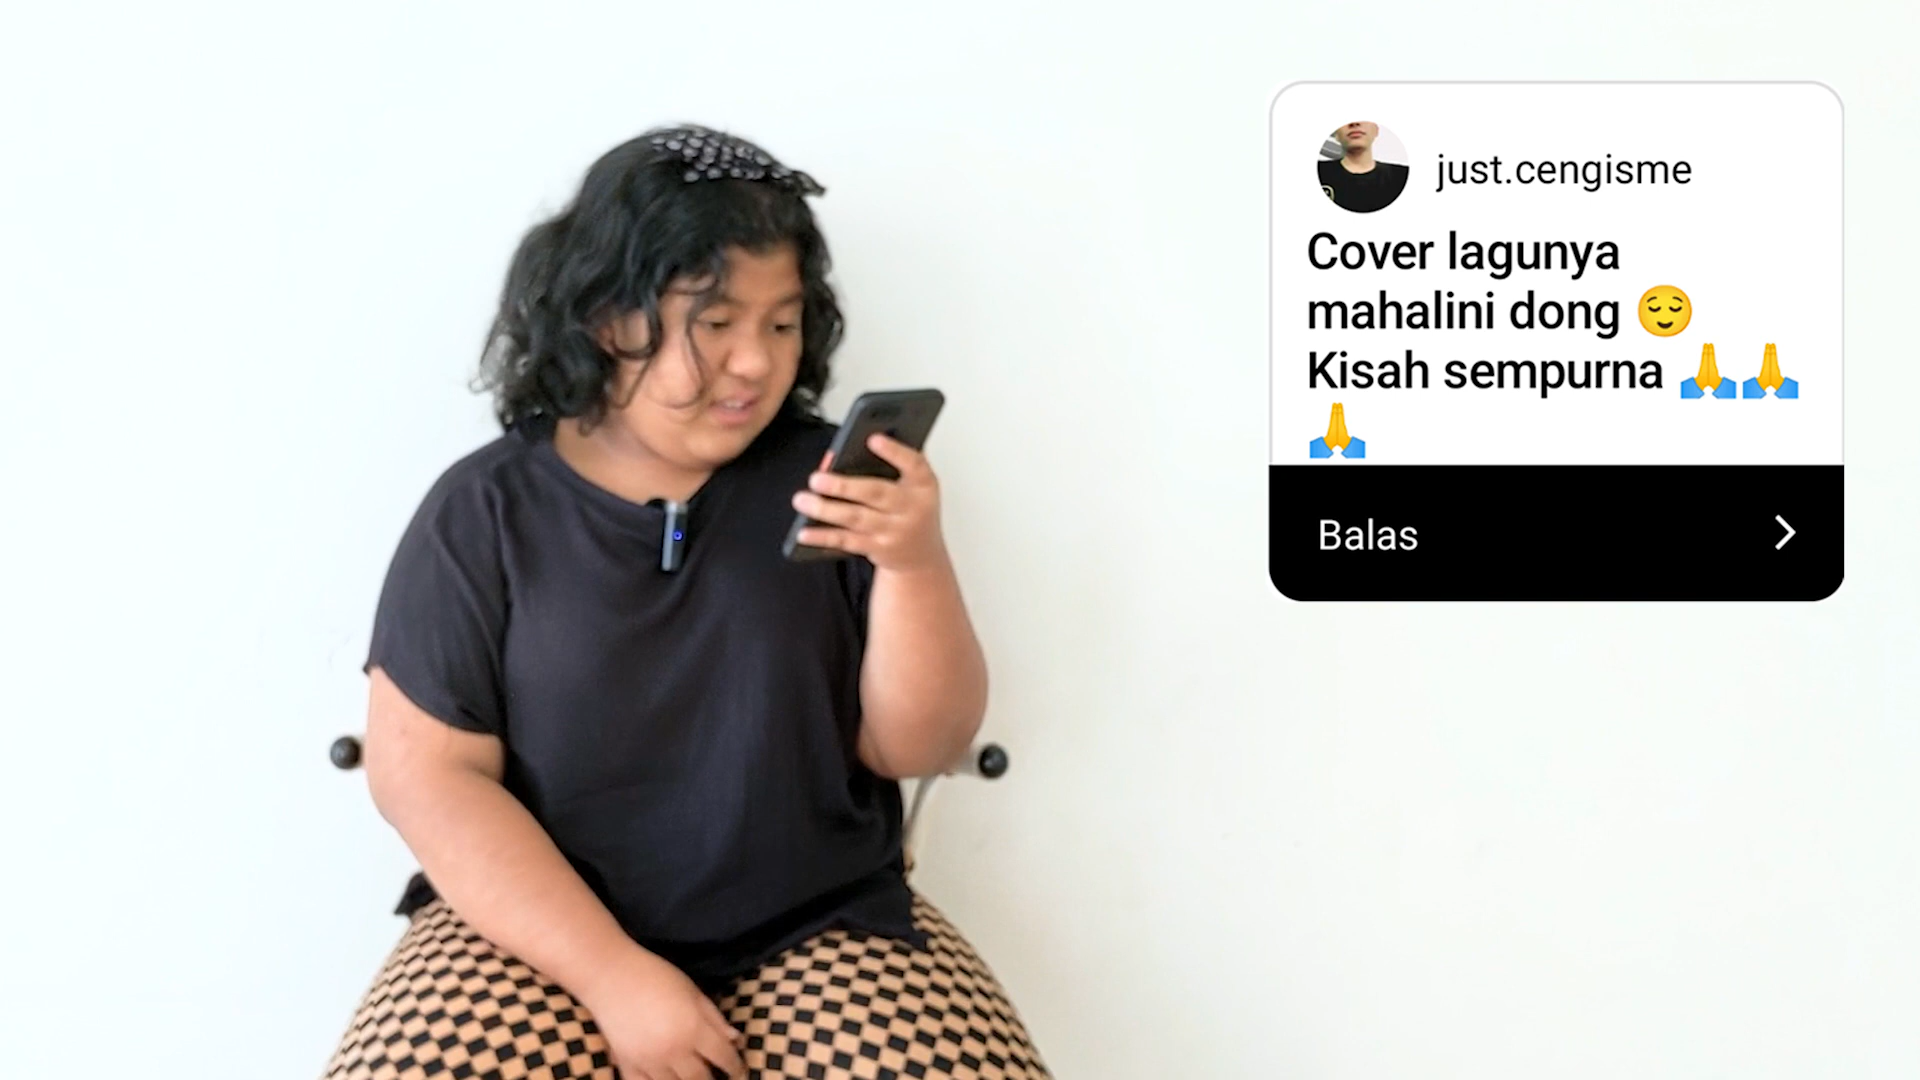 just.cengisme
Cover lagunya
mahalini dong 😌
Kisah sempurna 🙏🙏
🙏
Balas